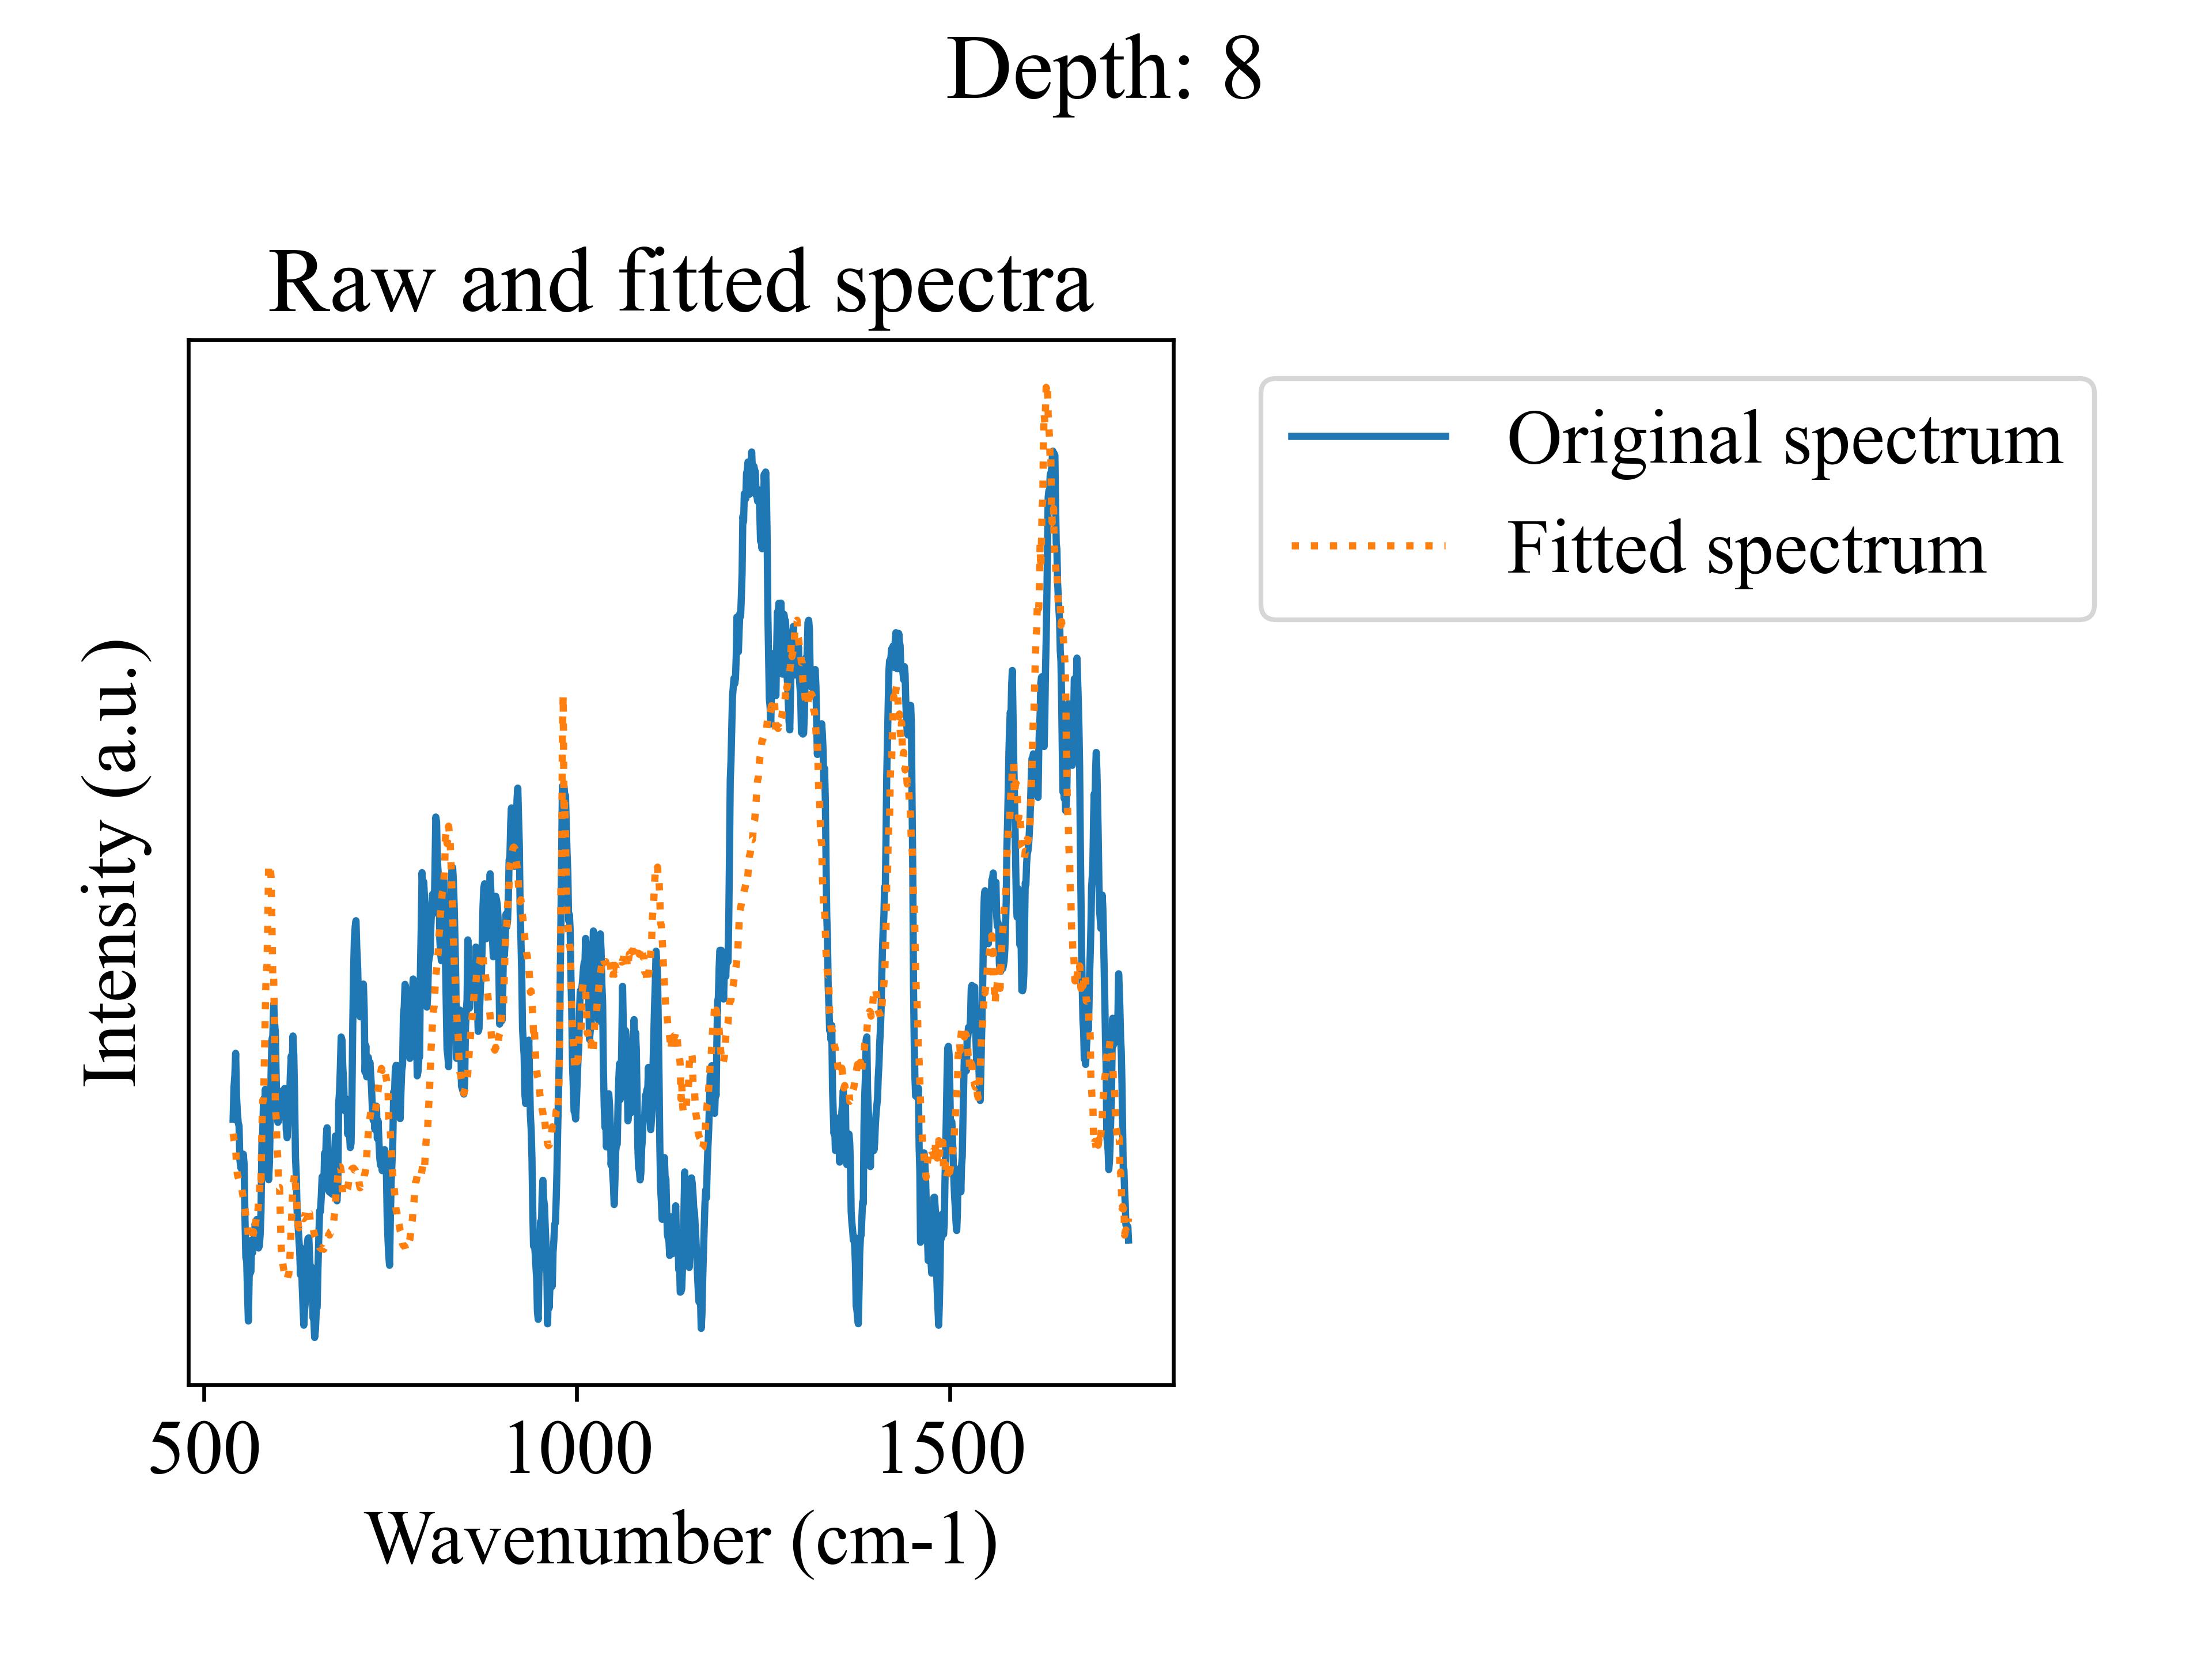 Depth: 8
Raw and fitted spectra
Original spectrum
Fitted spectrum
Intensity (a.u.)
500 1000 1500
Wavenumber (cm-1)